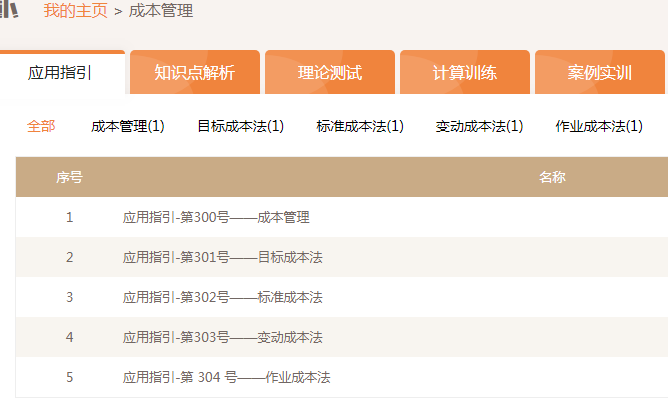 我的主页 > 成本管理
应用指引 知识点解析 理论测试 计算训练 案例实训
全部 成本管理(1) 目标成本法(1) 标准成本法(1) 变动成本法(1) 作业成本法(1)
序号 名称
1 应用指引-第300号——成本管理
2 应用指引-第301号——目标成本法
3 应用指引-第302号——标准成本法
4 应用指引-第303号——变动成本法
5 应用指引-第 304 号——作业成本法